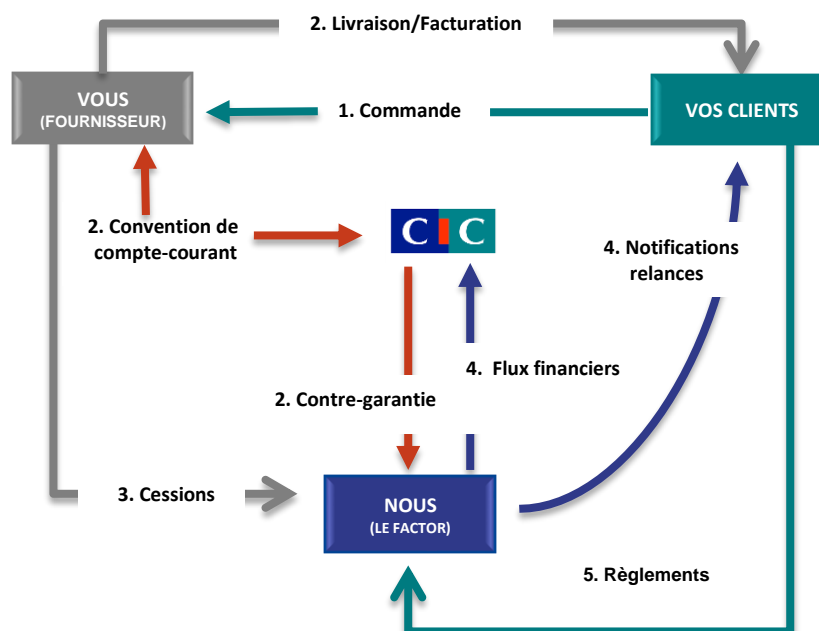 2. Livraison/Facturation
VOUS
(FOURNISSEUR)
1. Commande
VOS CLIENTS
2. Convention de
compte-courant
CIC
4. Notifications
relances
4. Flux financiers
2. Contre-garantie
3. Cessions
NOUS
(LE FACTOR)
5. Règlements